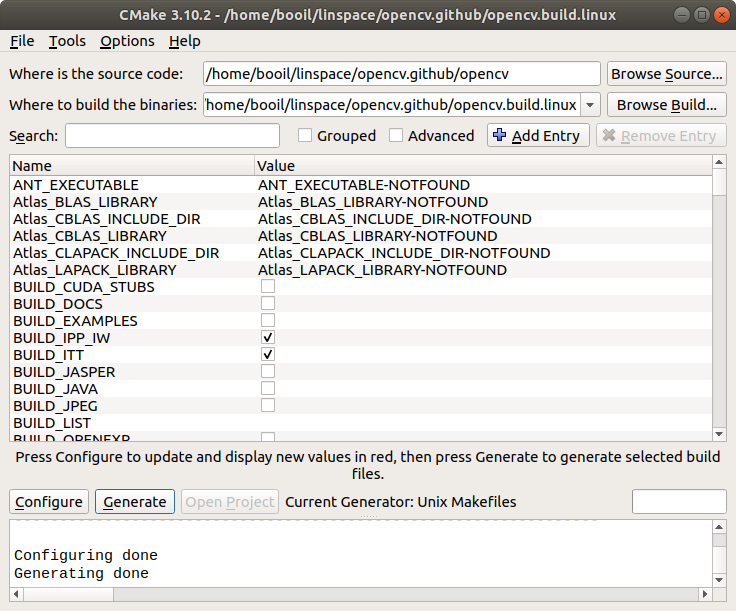 CMake 3.10.2 - /home/booil/linspace/opencv.github/opencv.build.linux
File Tools Options Help
Where is the source code: /home/booil/linspace/opencv.github/opencv Browse Source...
Where to build the binaries: /home/booil/linspace/opencv.github/opencv.build.linux Browse Build...
Search: Grouped Advanced Add Entry Remove Entry
Name Value
ANT_EXECUTABLE ANT_EXECUTABLE-NOTFOUND
Atlas_BLAS_LIBRARY Atlas_BLAS_LIBRARY-NOTFOUND
Atlas_CBLAS_INCLUDE_DIR Atlas_CBLAS_INCLUDE_DIR-NOTFOUND
Atlas_CBLAS_LIBRARY Atlas_CBLAS_LIBRARY-NOTFOUND
Atlas_CLAPACK_INCLUDE_DIR Atlas_CLAPACK_INCLUDE_DIR-NOTFOUND
Atlas_LAPACK_LIBRARY Atlas_LAPACK_LIBRARY-NOTFOUND
BUILD_CUDA_STUBS
BUILD_DOCS
BUILD_EXAMPLES
BUILD_IPP_IW
BUILD_ITT
BUILD_JASPER
BUILD_JAVA
BUILD_JPEG
BUILD_LIST
BUILD_OPENEXR
Press Configure to update and display new values in red, then press Generate to generate selected build
files.
Configure Generate Open Project Current Generator: Unix Makefiles
Configuring done
Generating done